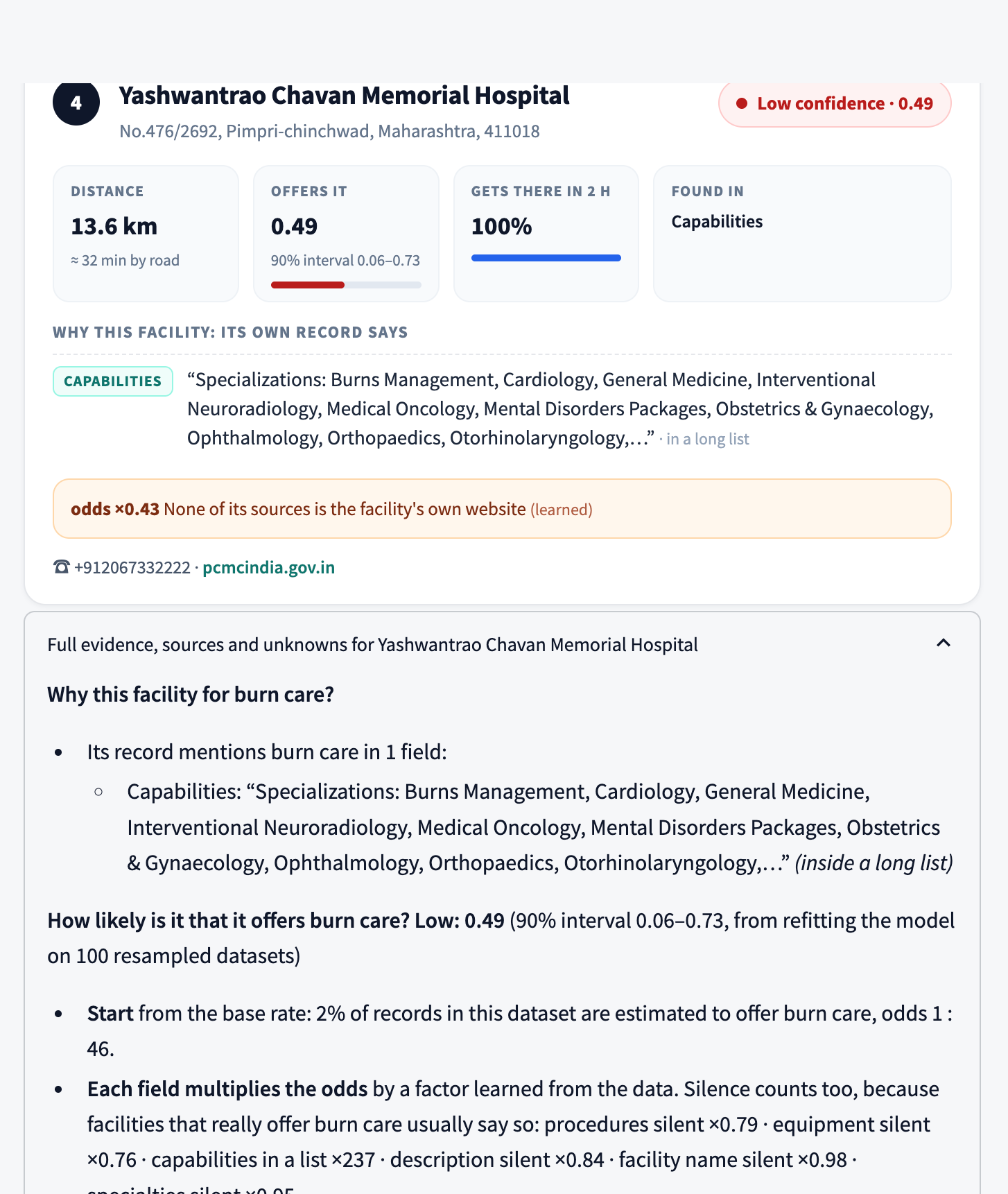 4
Yashwantrao Chavan Memorial Hospital
Low confidence · 0.49
No.476/2692, Pimpri-chinchwad, Maharashtra, 411018
DISTANCE
13.6 km
≈ 32 min by road
OFFERS IT
0.49
90% interval 0.06–0.73
GETS THERE IN 2 H
100%
FOUND IN
Capabilities
WHY THIS FACILITY: ITS OWN RECORD SAYS
CAPABILITIES
“Specializations: Burns Management, Cardiology, General Medicine, Interventional
Neuroradiology, Medical Oncology, Mental Disorders Packages, Obstetrics & Gynaecology,
Ophthalmology, Orthopaedics, Otorhinolaryngology,…” · in a long list
odds ×0.43 None of its sources is the facility's own website (learned)
☎ +912067332222 · pcmcindia.gov.in
Full evidence, sources and unknowns for Yashwantrao Chavan Memorial Hospital
Why this facility for burn care?
• Its record mentions burn care in 1 field:
◦ Capabilities: “Specializations: Burns Management, Cardiology, General Medicine,
Interventional Neuroradiology, Medical Oncology, Mental Disorders Packages, Obstetrics
& Gynaecology, Ophthalmology, Orthopaedics, Otorhinolaryngology,…” (inside a long list)
How likely is it that it offers burn care? Low: 0.49 (90% interval 0.06–0.73, from refitting the model
on 100 resampled datasets)
• Start from the base rate: 2% of records in this dataset are estimated to offer burn care, odds 1 :
46.
• Each field multiplies the odds by a factor learned from the data. Silence counts too, because
facilities that really offer burn care usually say so: procedures silent ×0.79 · equipment silent
×0.76 · capabilities in a list ×237 · description silent ×0.84 · facility name silent ×0.98 ·
specialties silent ×0.95